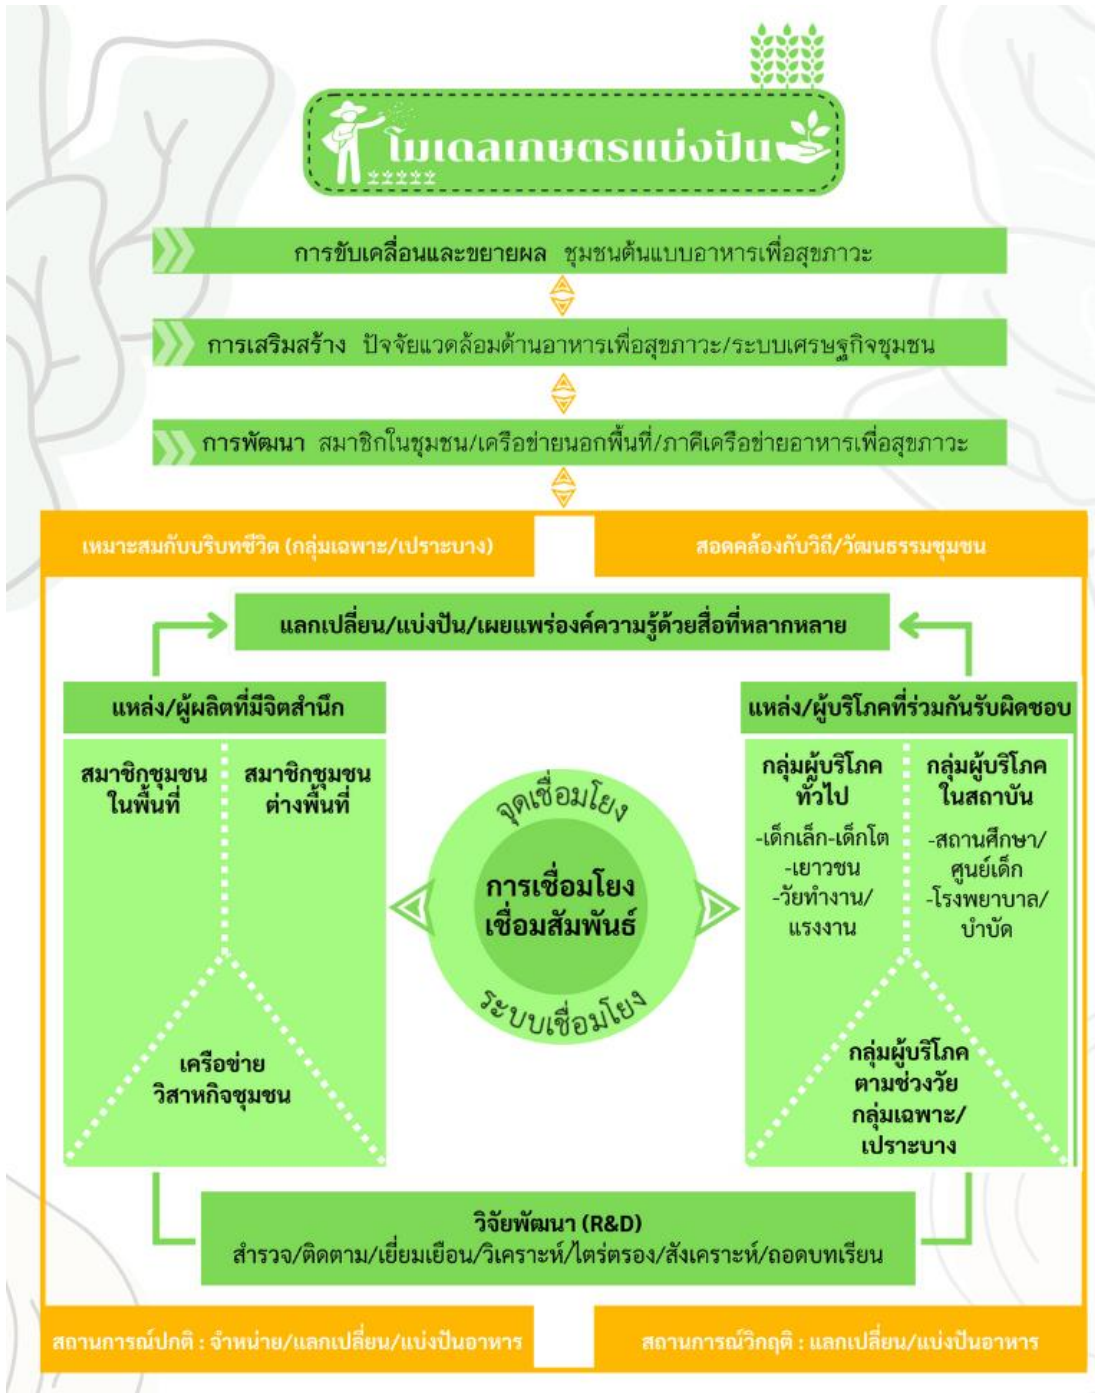 โมเดลเกษตรแบ่งปัน
การขับเคลื่อนและขยายผล ชุมชนต้นแบบอาหารเพื่อสุขภาวะ
การเสริมสร้าง ปัจจัยแวดล้อมด้านอาหารเพื่อสุขภาวะ/ระบบเศรษฐกิจชุมชน
การพัฒนา สมาชิกในชุมชน/เครือข่ายนอกพื้นที่/ภาคีเครือข่ายอาหารเพื่อสุขภาวะ
เหมาะสมกับบริบทชีวิต (กลุ่มเฉพาะ/เปราะบาง)
สอดคล้องกับวิถี/วัฒนธรรมชุมชน
แลกเปลี่ยน/แบ่งปัน/เผยแพร่องค์ความรู้ด้วยสื่อที่หลากหลาย
แหล่ง/ผู้ผลิตที่มีจิตสำนึก
สมาชิกชุมชน
ในพื้นที่
สมาชิกชุมชน
ต่างพื้นที่
เครือข่าย
วิสาหกิจชุมชน
จุดเชื่อมโยง
การเชื่อมโยง
เชื่อมสัมพันธ์
ระบบเชื่อมโยง
แหล่ง/ผู้บริโภคที่ร่วมกันรับผิดชอบ
กลุ่มผู้บริโภค
ทั่วไป
-เด็กเล็ก-เด็กโต
-เยาวชน
-วัยทำงาน/
แรงงาน
กลุ่มผู้บริโภค
ในสถาบัน
-สถานศึกษา/
ศูนย์เด็ก
-โรงพยาบาล/
บำบัด
กลุ่มผู้บริโภค
ตามช่วงวัย
กลุ่มเฉพาะ/
เปราะบาง
วิจัยพัฒนา (R&D)
สำรวจ/ติดตาม/เยี่ยมเยือน/วิเคราะห์/ไตร่ตรอง/สังเคราะห์/ถอดบทเรียน
สถานการณ์ปกติ : จำหน่าย/แลกเปลี่ยน/แบ่งปันอาหาร
สถานการณ์วิกฤติ : แลกเปลี่ยน/แบ่งปันอาหาร